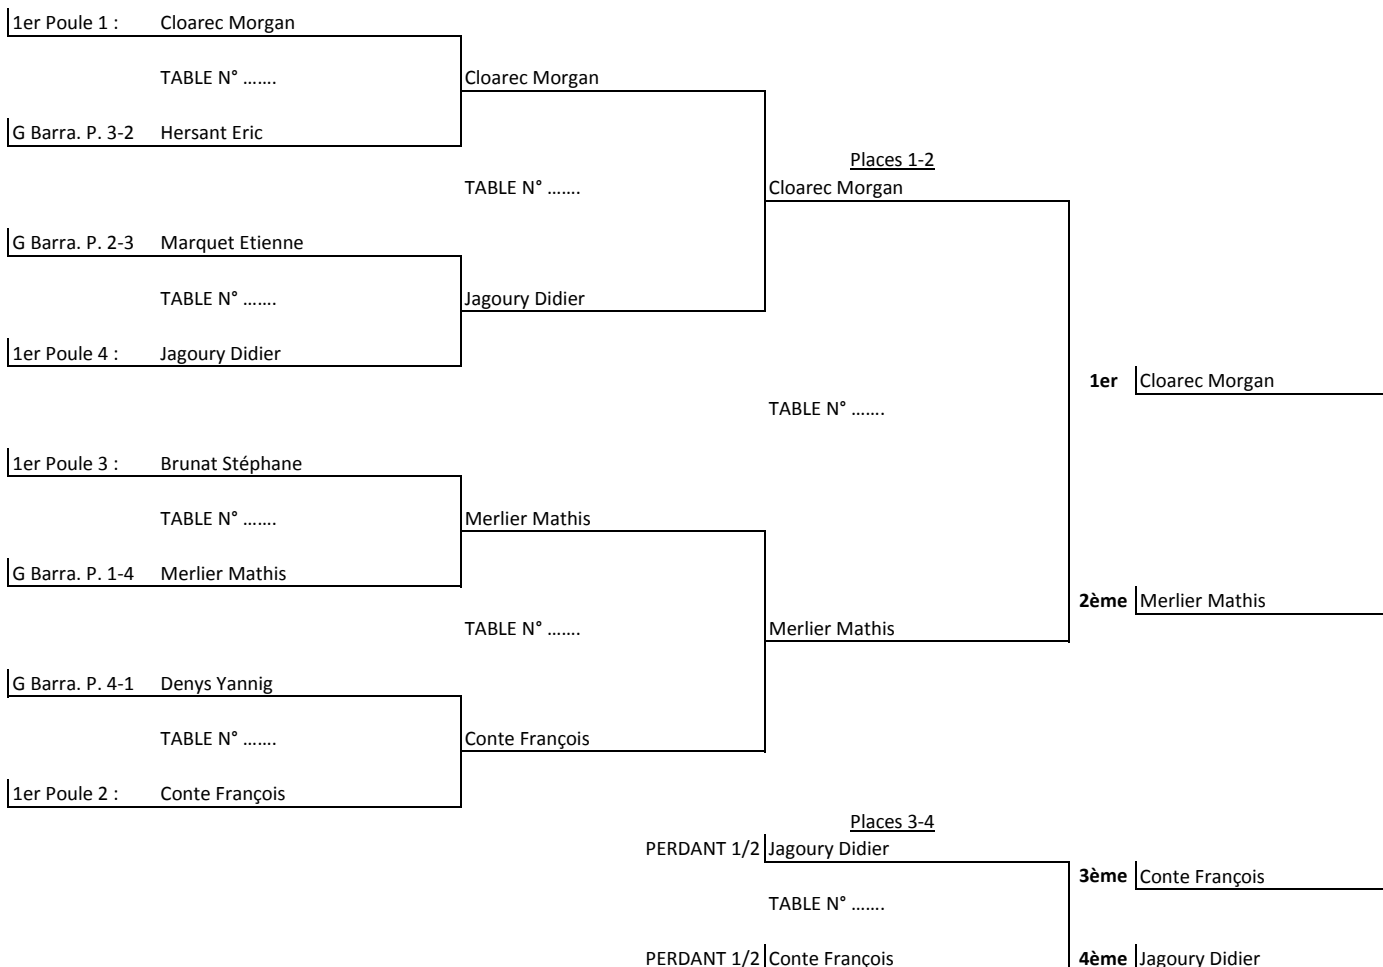 1er Poule 1 : Cloarec Morgan
TABLE N° ……. Cloarec Morgan
G Barra. P. 3-2 Hersant Eric
Places 1-2
TABLE N° ……. Cloarec Morgan
G Barra. P. 2-3 Marquet Etienne
TABLE N° ……. Jagoury Didier
1er Poule 4 : Jagoury Didier
1er Cloarec Morgan
TABLE N° …….
1er Poule 3 : Brunat Stéphane
TABLE N° ……. Merlier Mathis
G Barra. P. 1-4 Merlier Mathis
2ème Merlier Mathis
TABLE N° ……. Merlier Mathis
G Barra. P. 4-1 Denys Yannig
TABLE N° ……. Conte François
1er Poule 2 : Conte François
Places 3-4
PERDANT 1/2 Jagoury Didier
3ème Conte François
TABLE N° …….
PERDANT 1/2 Conte François 4ème Jagoury Didier